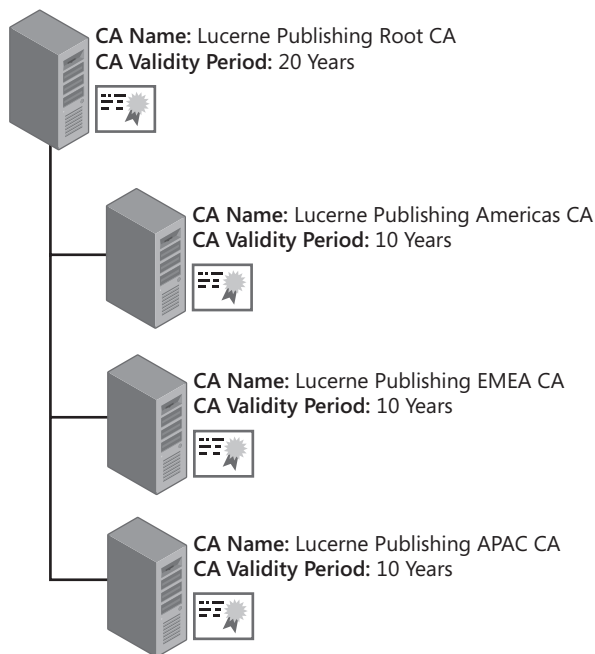 CA Name: Lucerne Publishing Root CA
CA Validity Period: 20 Years
CA Name: Lucerne Publishing Americas CA
CA Validity Period: 10 Years
CA Name: Lucerne Publishing EMEA CA
CA Validity Period: 10 Years
CA Name: Lucerne Publishing APAC CA
CA Validity Period: 10 Years